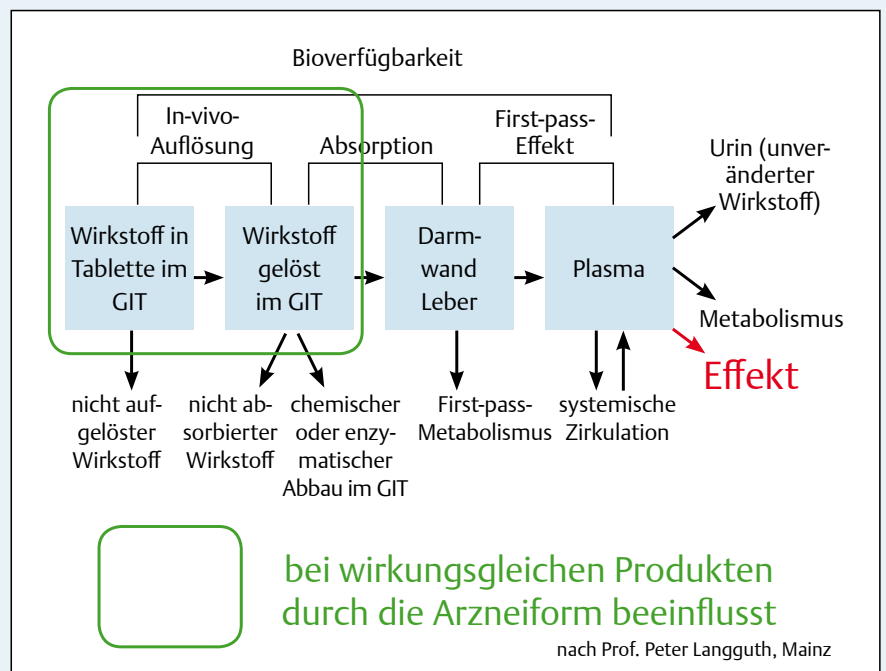 Bioverfügbarkeit
In-vivo-
Auflösung
Absorption
First-pass-
Effekt
Urin (unver-
änderter
Wirkstoff)
Wirkstoff in
Tablette im
GIT
Wirkstoff
gelöst
im GIT
Darm-
wand
Leber
Plasma
Metabolismus
Effekt
nicht auf-
gelöster
Wirkstoff
nicht ab-
sorbierter
Wirkstoff
chemischer
oder enzy-
matischer
Abbau im GIT
First-pass-
Metabolismus
systemische
Zirkulation
bei wirkungsgleichen Produkten
durch die Arzneiform beeinflusst
nach Prof. Peter Langguth, Mainz